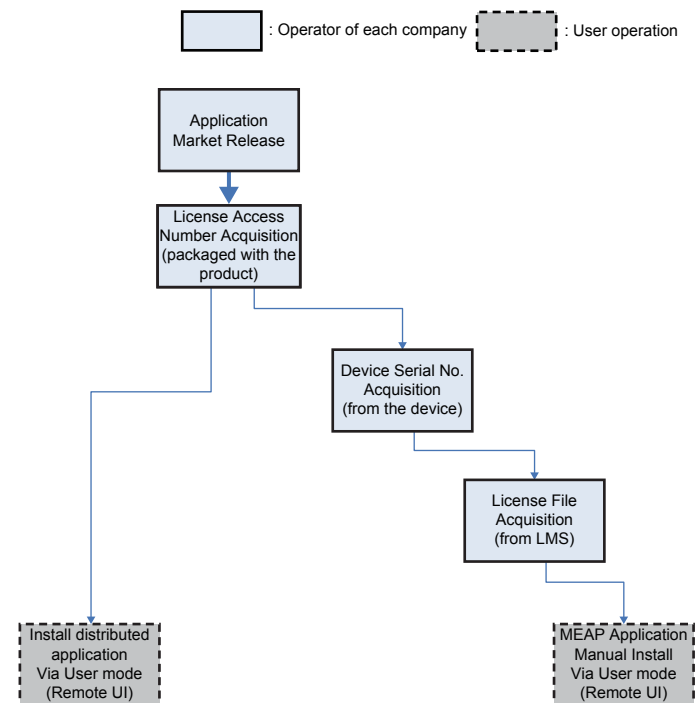 : Operator of each company
: User operation
Application
Market Release
License Access
Number Acquisition
(packaged with the
product)
Device Serial No.
Acquisition
(from the device)
License File
Acquisition
(from LMS)
Install distributed
application
Via User mode
(Remote UI)
MEAP Application
Manual Install
Via User mode
(Remote UI)